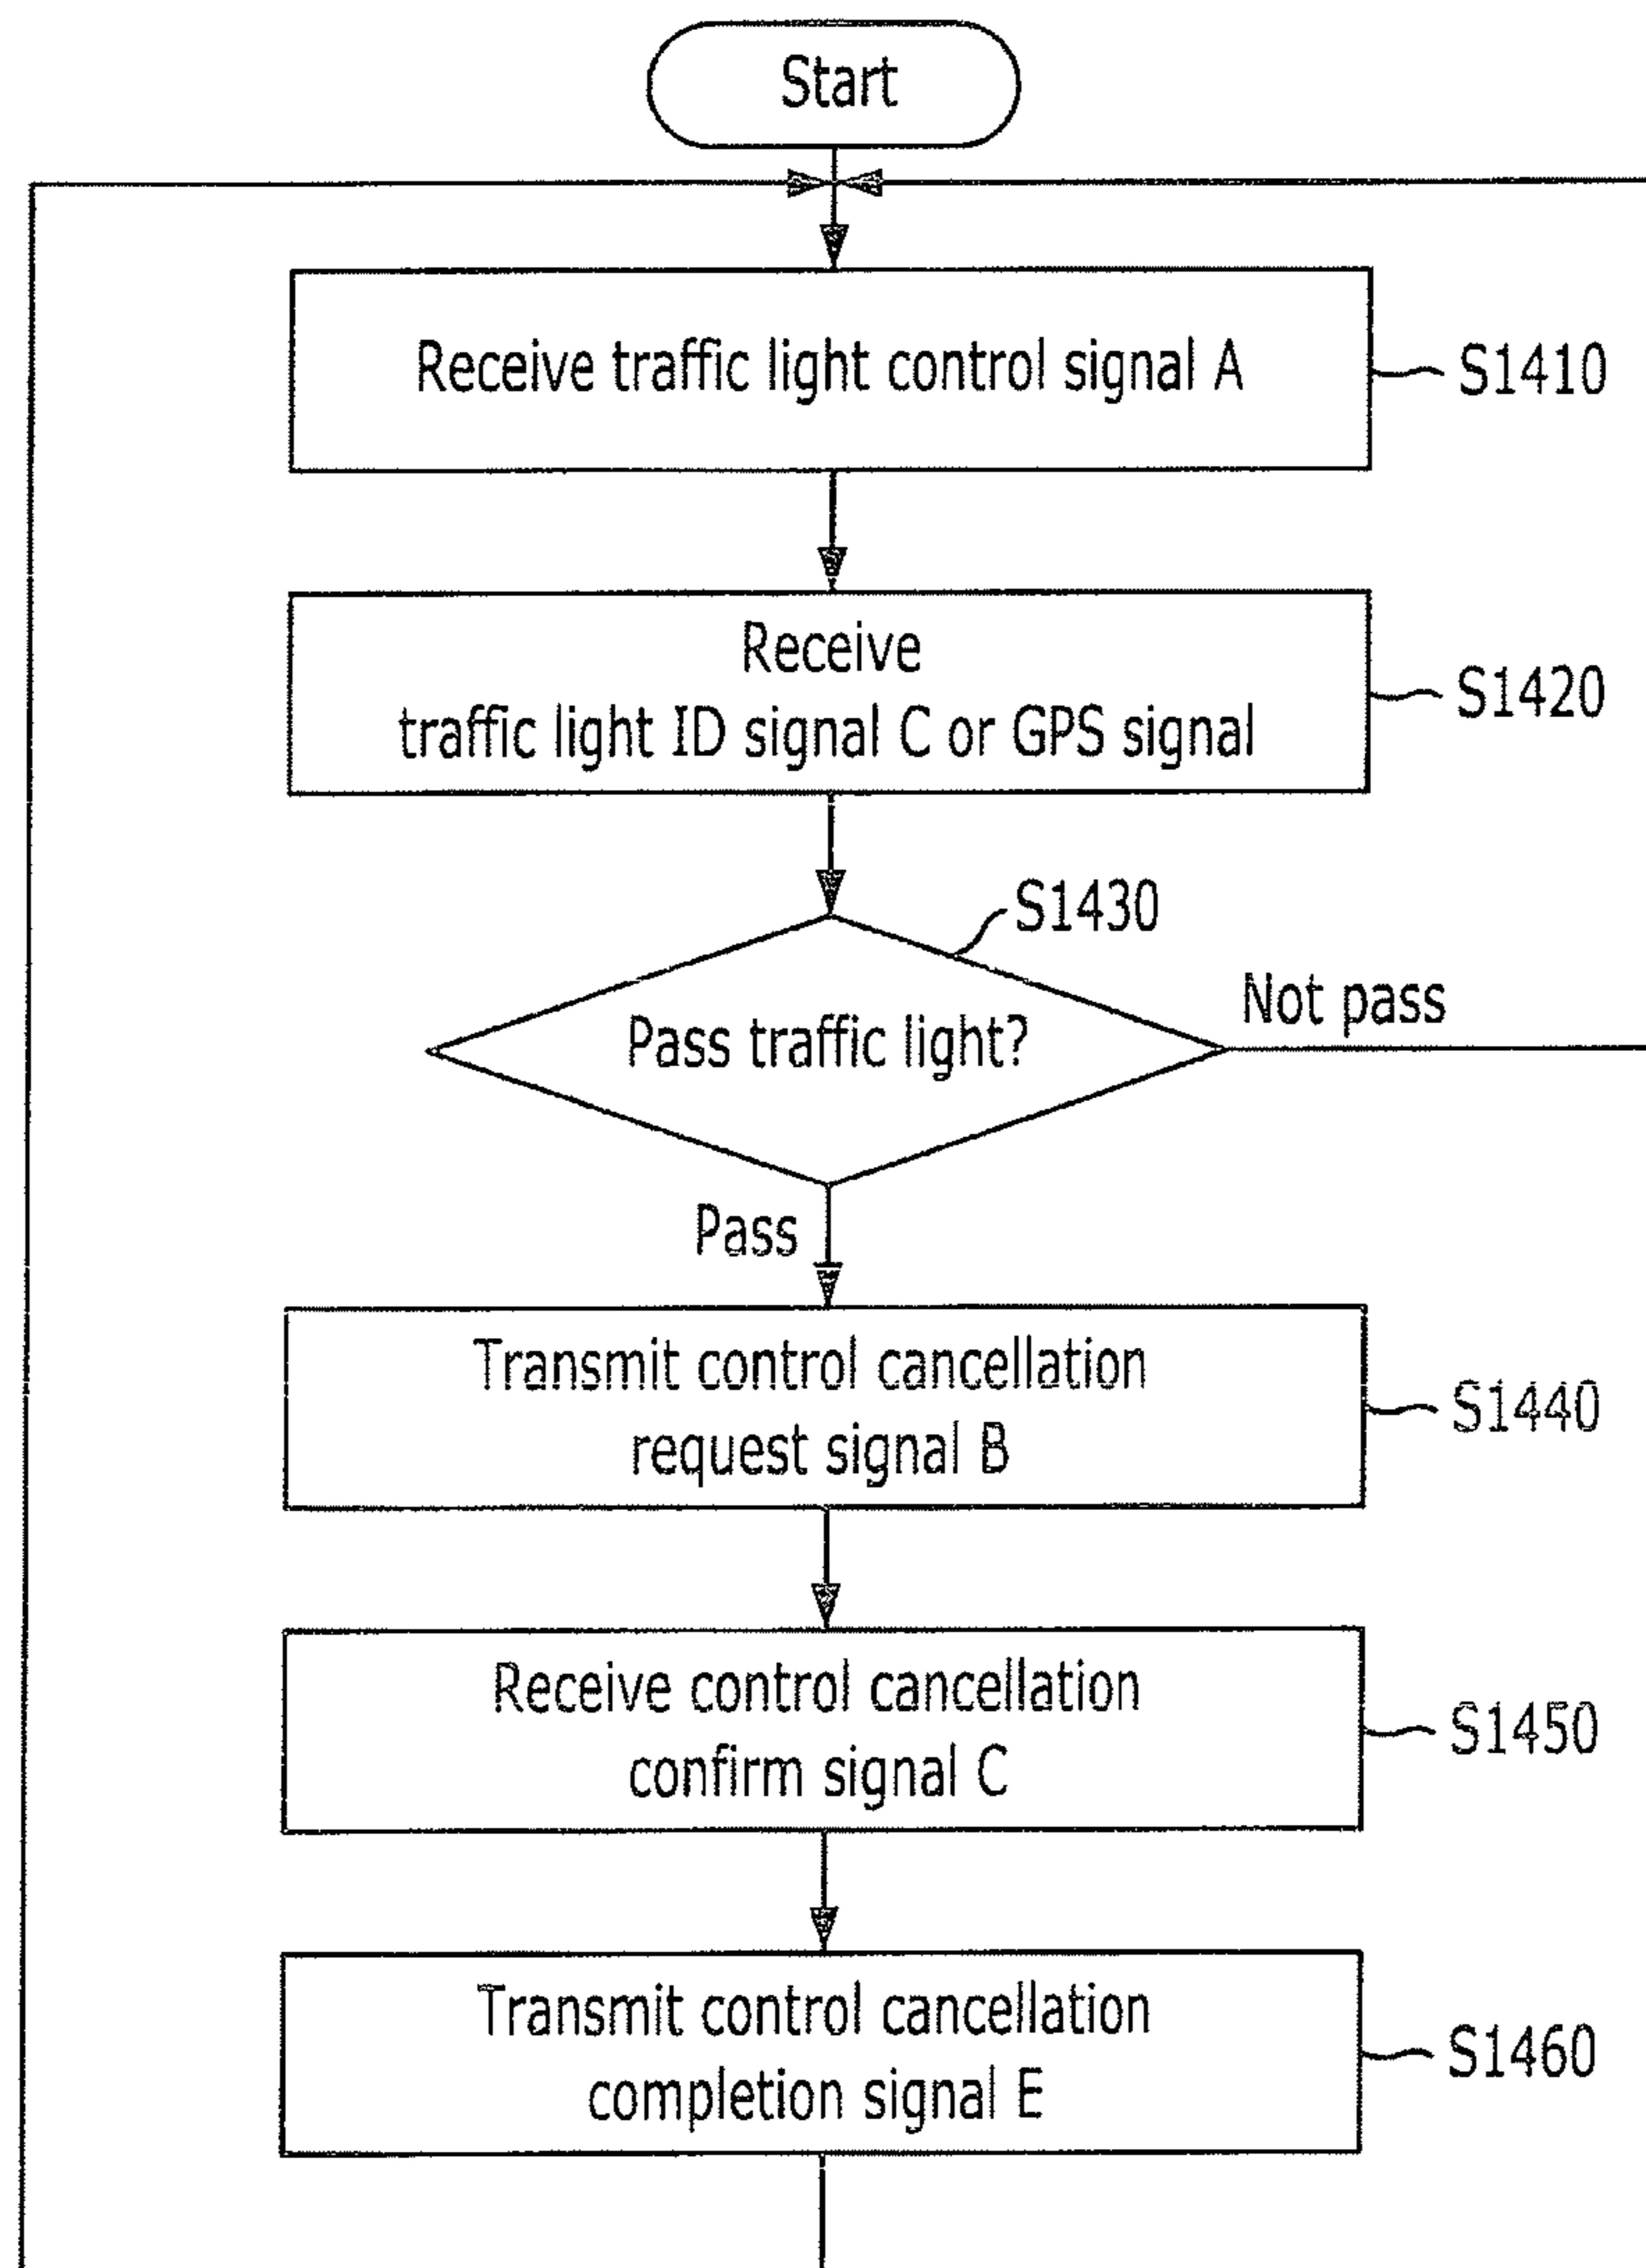 Start
Receive traffic light control signal A
S1410
Receive
traffic light ID signal C or GPS signal
S1420
S1430
Pass traffic light?
Not pass
Pass
Transmit control cancellation
request signal B
S1440
Receive control cancellation
confirm signal C
S1450
Transmit control cancellation
completion signal E
S1460